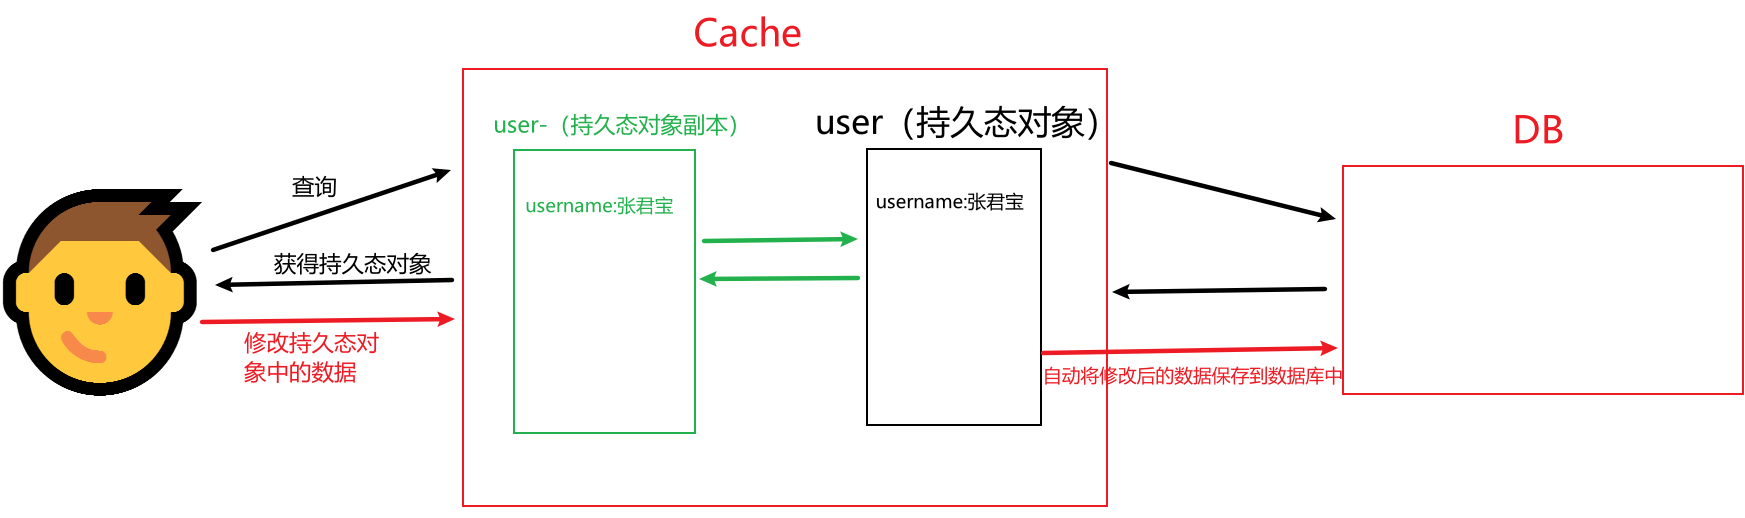 Cache
user-（持久态对象副本）
user（持久态对象）
DB
查询
username:张君宝
username:张君宝
获得持久态对象
修改持久态对
象中的数据
自动将修改后的数据保存到数据库中